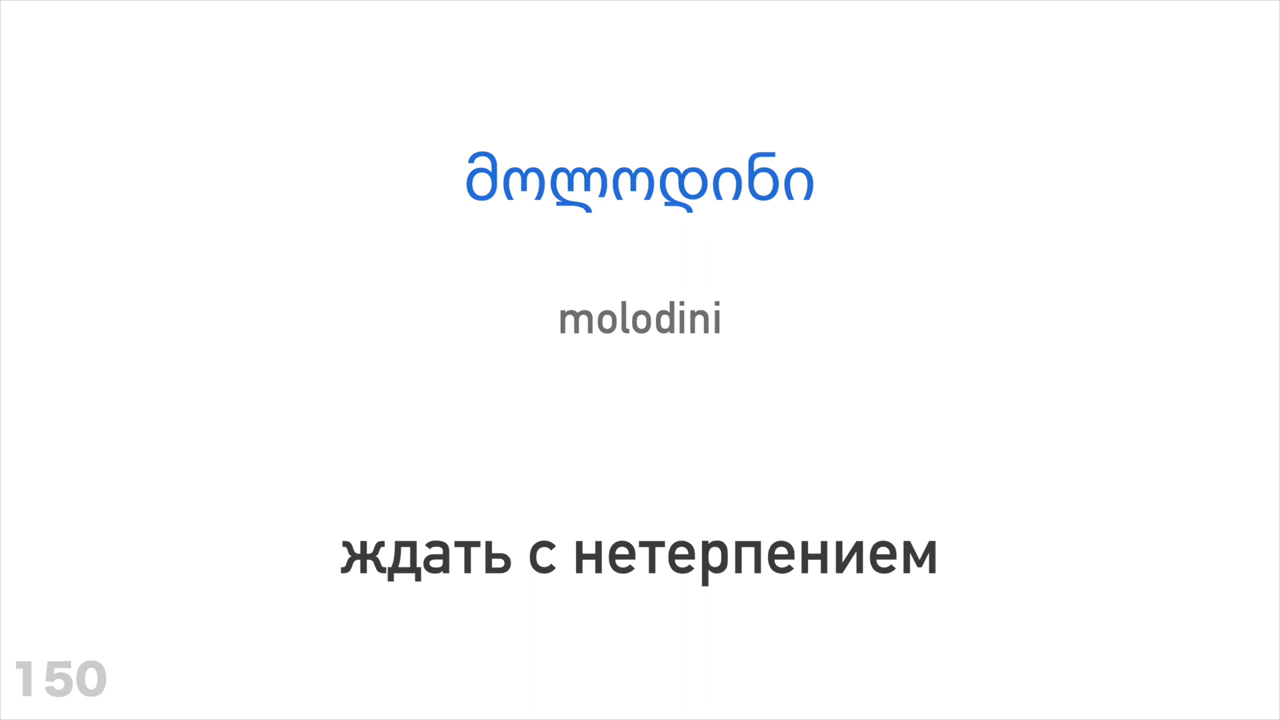 მოლოდინი
molodini
ждать с нетерпением
150